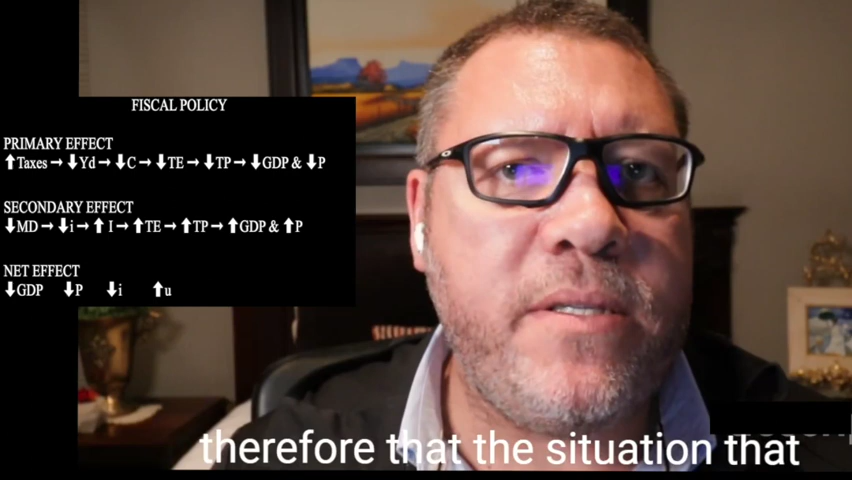 FISCAL POLICY
PRIMARY EFFECT
⬆Taxes → ⬇Yd → ⬇C → ⬇TE → ⬇TP → ⬇GDP & ⬇P
SECONDARY EFFECT
⬇MD → ⬇i → ⬆ I → ⬆TE → ⬆TP → ⬆GDP & ⬆P
NET EFFECT
⬇GDP ⬇P ⬇i ⬆u
therefore that the situation that